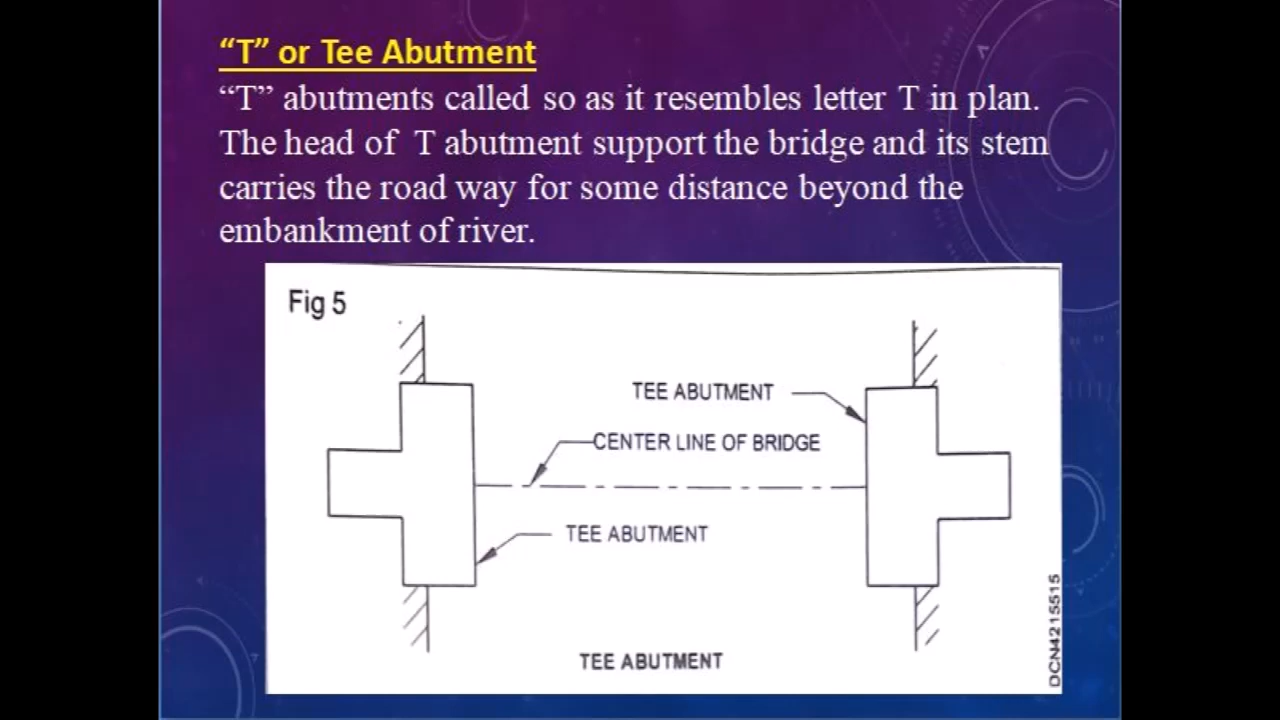 “T” or Tee Abutment
“T” abutments called so as it resembles letter T in plan.
The head of T abutment support the bridge and its stem
carries the road way for some distance beyond the
embankment of river.
Fig 5
TEE ABUTMENT
CENTER LINE OF BRIDGE
TEE ABUTMENT
TEE ABUTMENT
DCN4215515